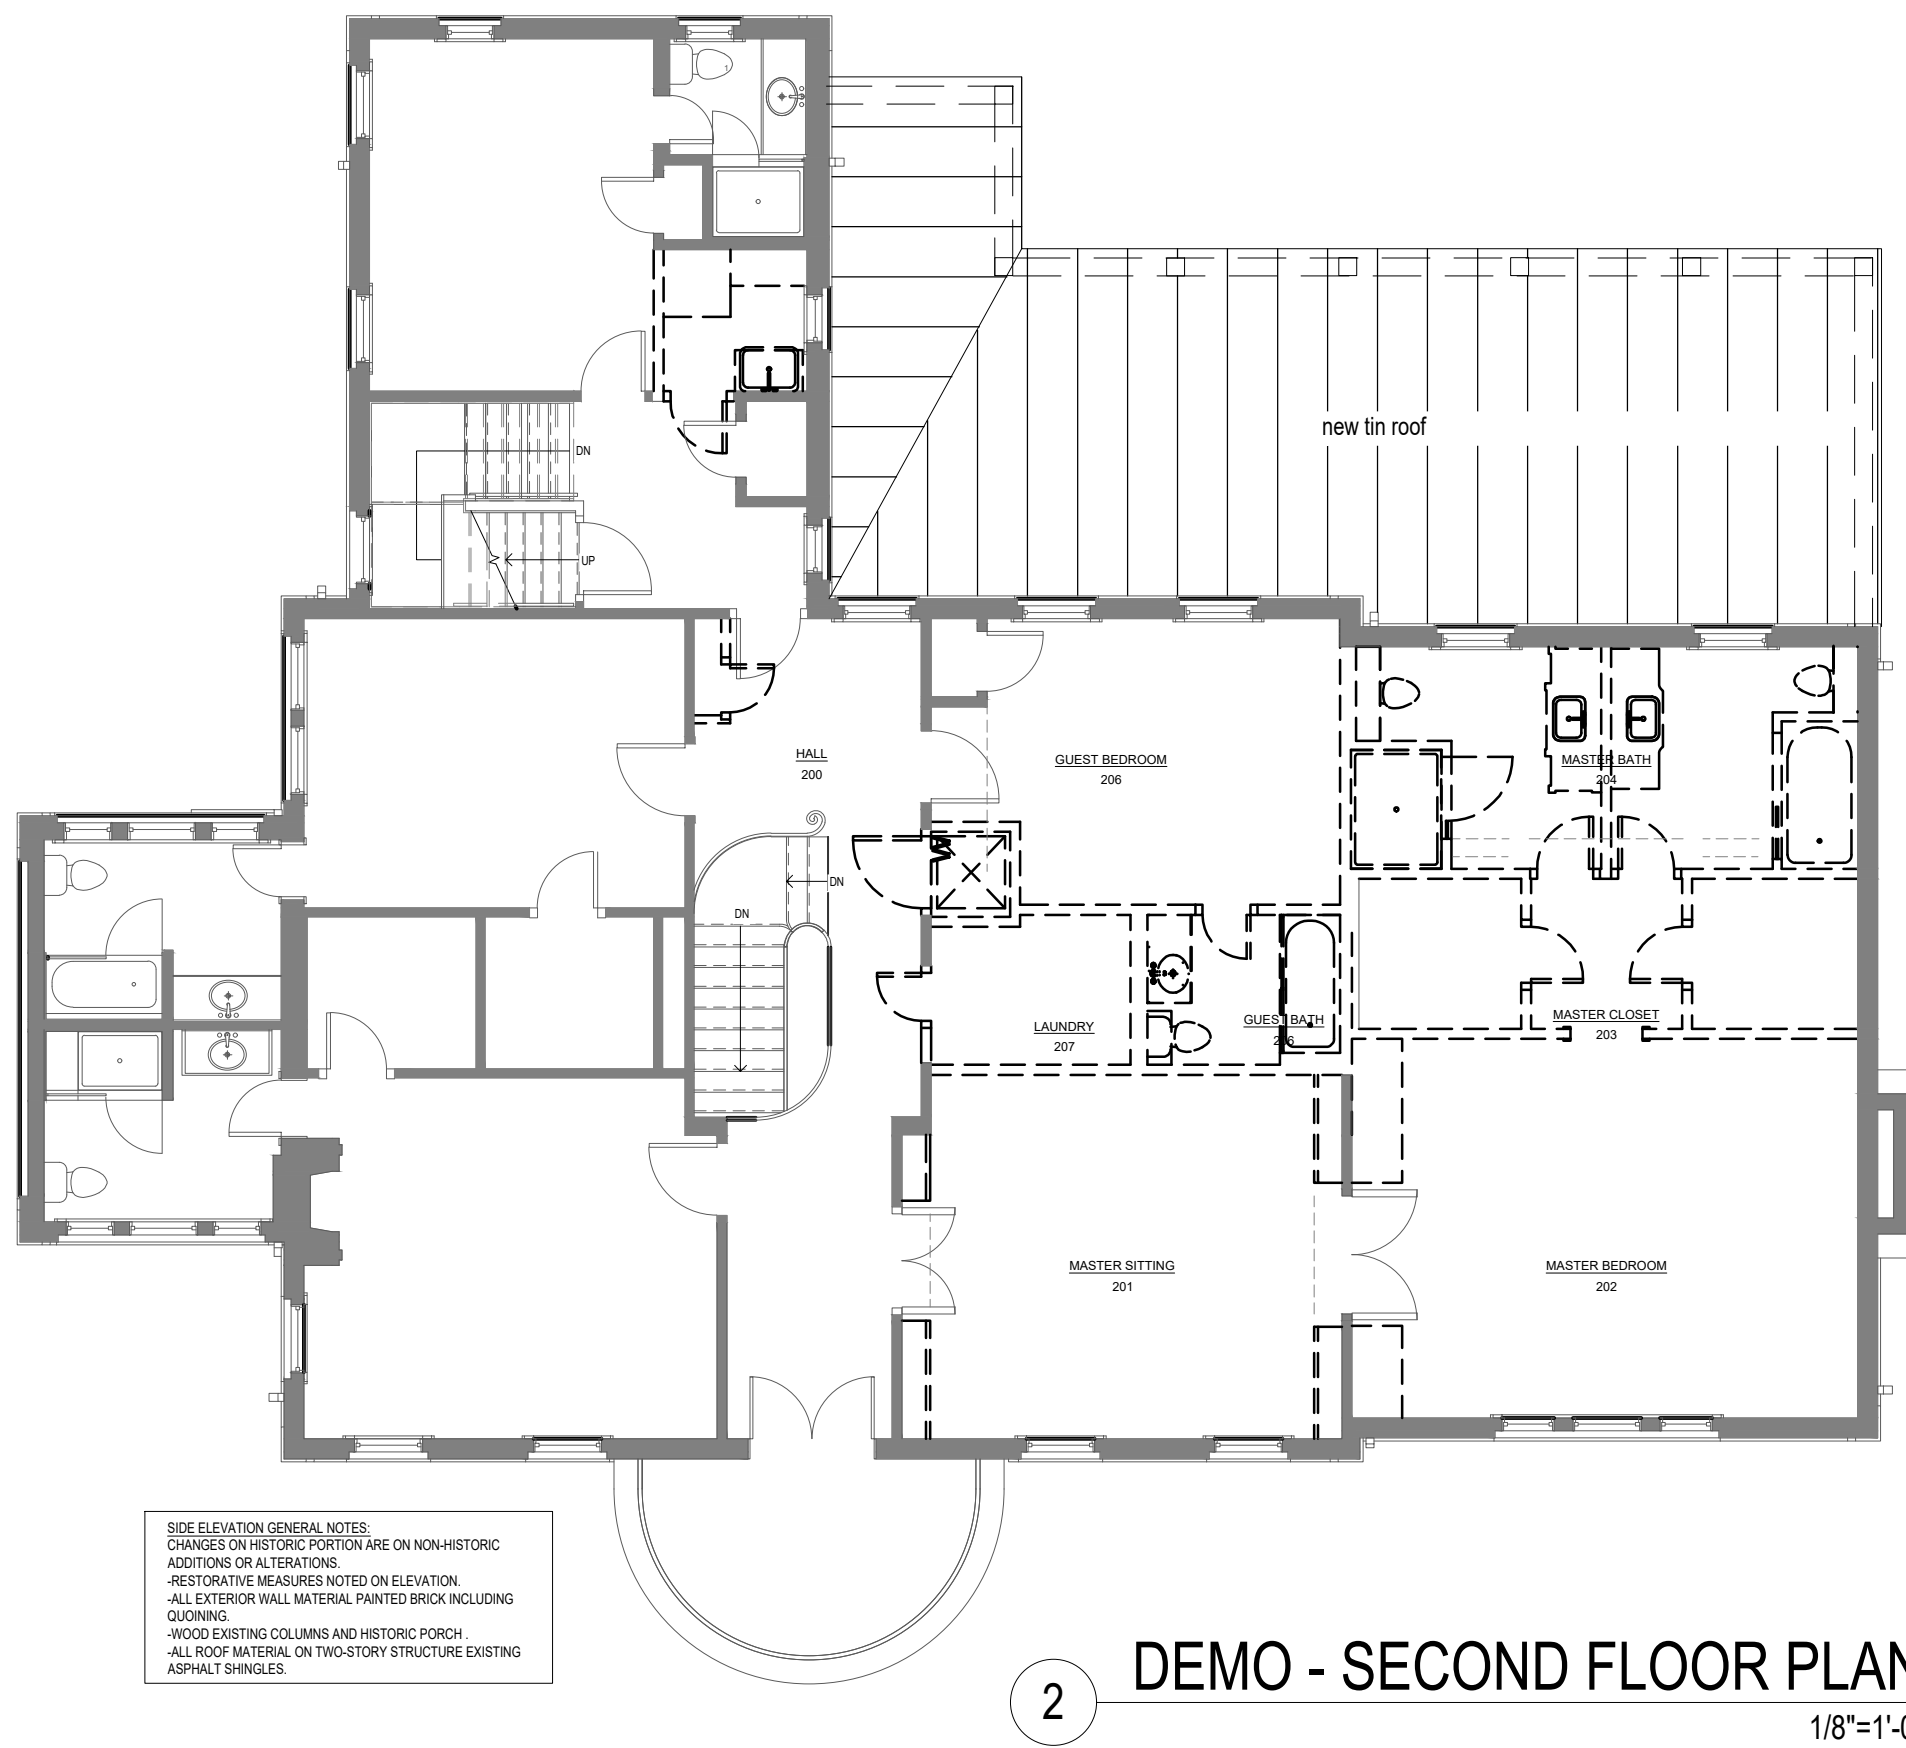 new tin roof
DN
UP
HALL
200
GUEST BEDROOM
206
MASTER BATH
204
DN
DN
LAUNDRY
207
GUEST BATH
MASTER CLOSET
203
MASTER SITTING
201
MASTER BEDROOM
202
SIDE ELEVATION GENERAL NOTES:
CHANGES ON HISTORIC PORTION ARE ON NON-HISTORIC
ADDITIONS OR ALTERATIONS.
-RESTORATIVE MEASURES NOTED ON ELEVATION.
-ALL EXTERIOR WALL MATERIAL PAINTED BRICK INCLUDING
QUOINING.
-WOOD EXISTING COLUMNS AND HISTORIC PORCH .
-ALL ROOF MATERIAL ON TWO-STORY STRUCTURE EXISTING
ASPHALT SHINGLES.
2
DEMO - SECOND FLOOR PLAN
1/8"=1'-0